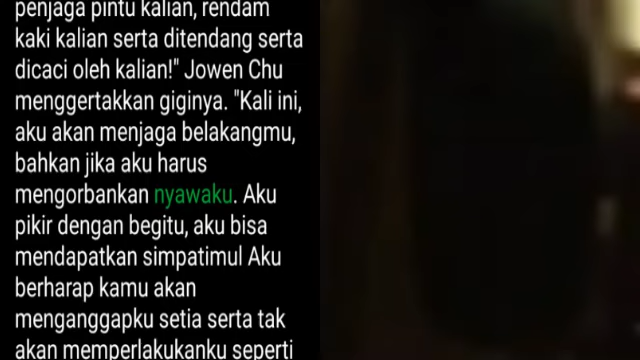 penjaga pintu kalian, rendam
kaki kalian serta ditendang serta
dicaci oleh kalian!" Jowen Chu
menggertakkan giginya. "Kali ini,
aku akan menjaga belakangmu,
bahkan jika aku harus
mengorbankan nyawaku. Aku
pikir dengan begitu, aku bisa
mendapatkan simpatimul Aku
berharap kamu akan
menganggapku setia serta tak
akan memperlakukanku seperti